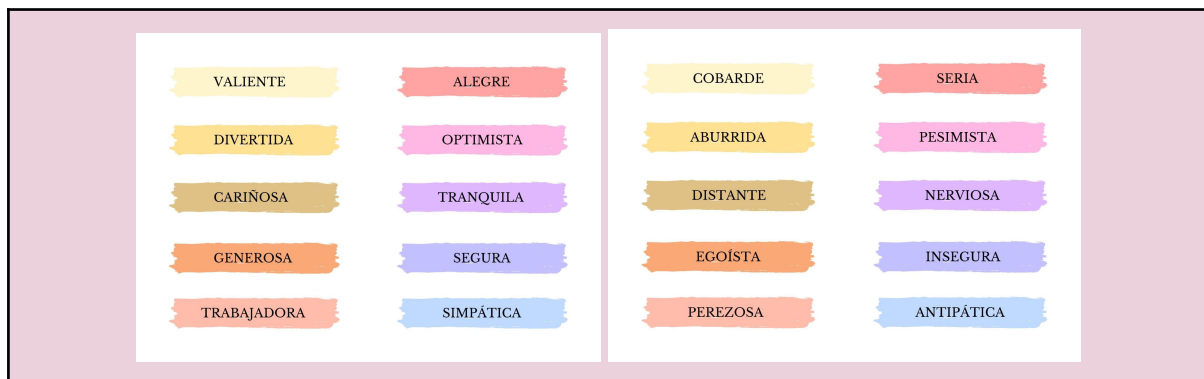 VALIENTE
ALEGRE
DIVERTIDA
OPTIMISTA
CARIÑOSA
TRANQUILA
GENEROSA
SEGURA
TRABAJADORA
SIMPÁTICA
COBARDE
SERIA
ABURRIDA
PESIMISTA
DISTANTE
NERVIOSA
EGOÍSTA
INSEGURA
PEREZOSA
ANTIPÁTICA